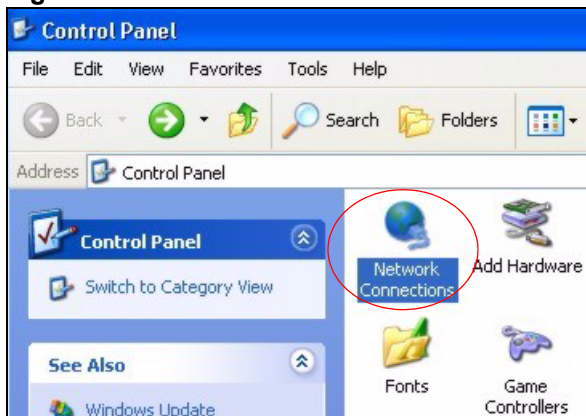 Control Panel
File Edit View Favorites Tools Help
Back Search Folders
Address Control Panel
Control Panel
Switch to Category View
See Also
Windows Update
Network Connections
Add Hardware
Fonts
Game Controllers